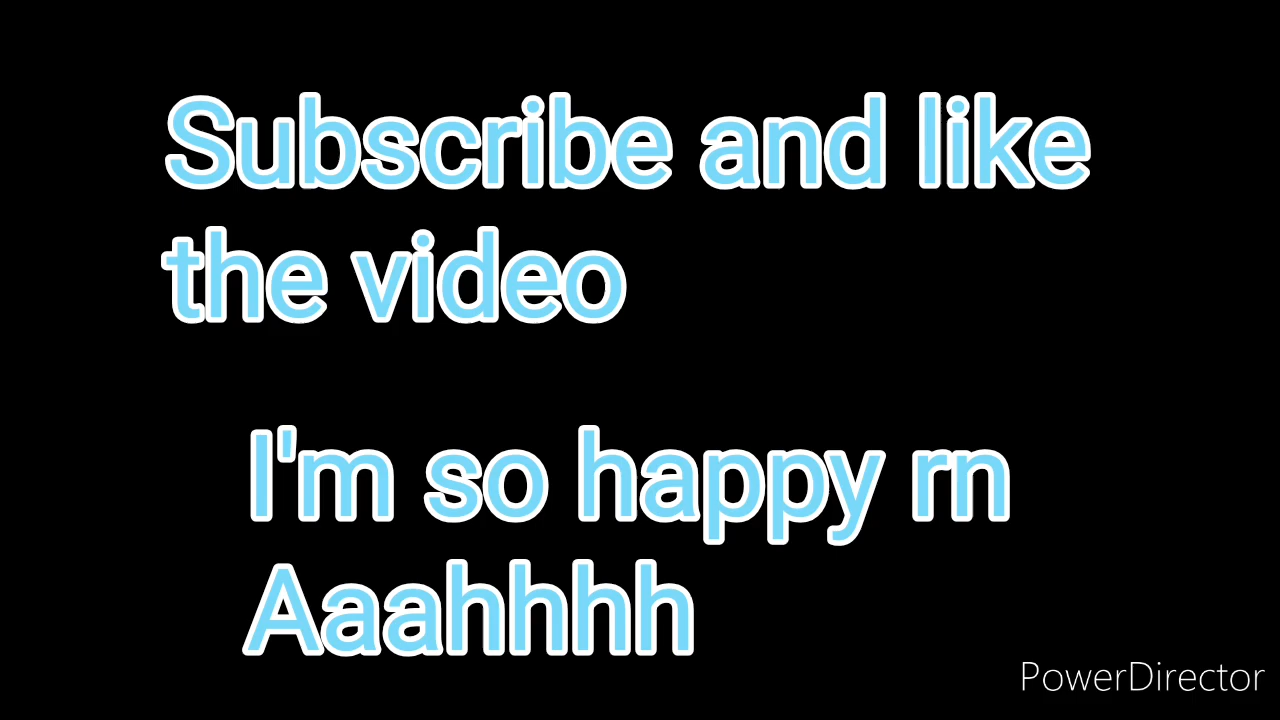 Subscribe and like
the video
I'm so happy rn
Aaahhhh
PowerDirector